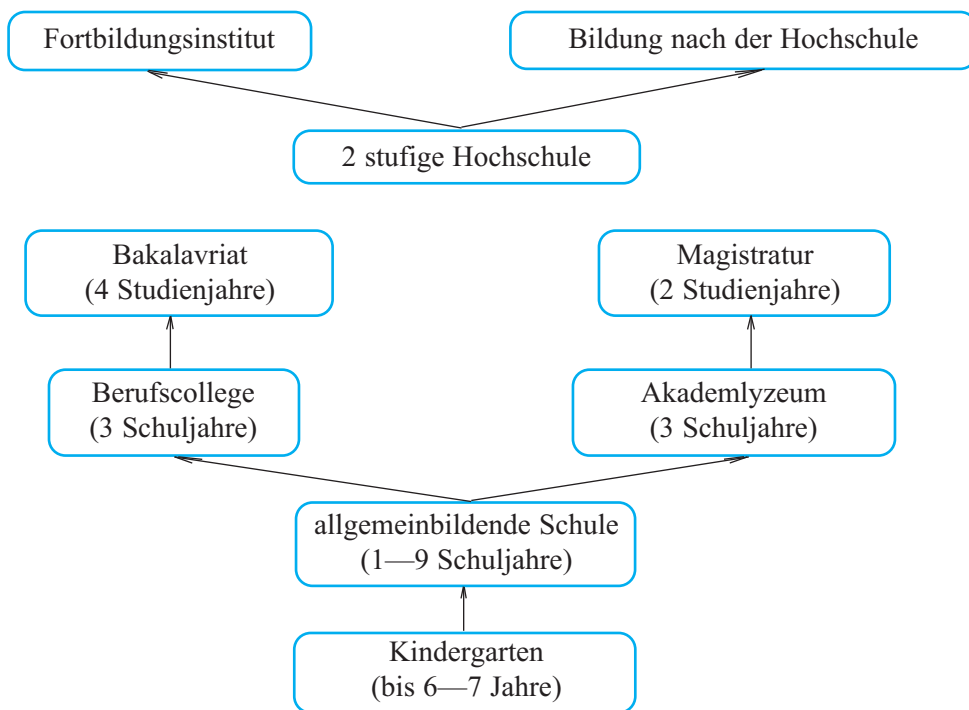 Fortbildungsinstitut
Bildung nach der Hochschule
2 stufige Hochschule
Bakalavriat
(4 Studienjahre)
Magistratur
(2 Studienjahre)
Berufscollege
(3 Schuljahre)
Akademlyzeum
(3 Schuljahre)
allgemeinbildende Schule
(1—9 Schuljahre)
Kindergarten
(bis 6—7 Jahre)